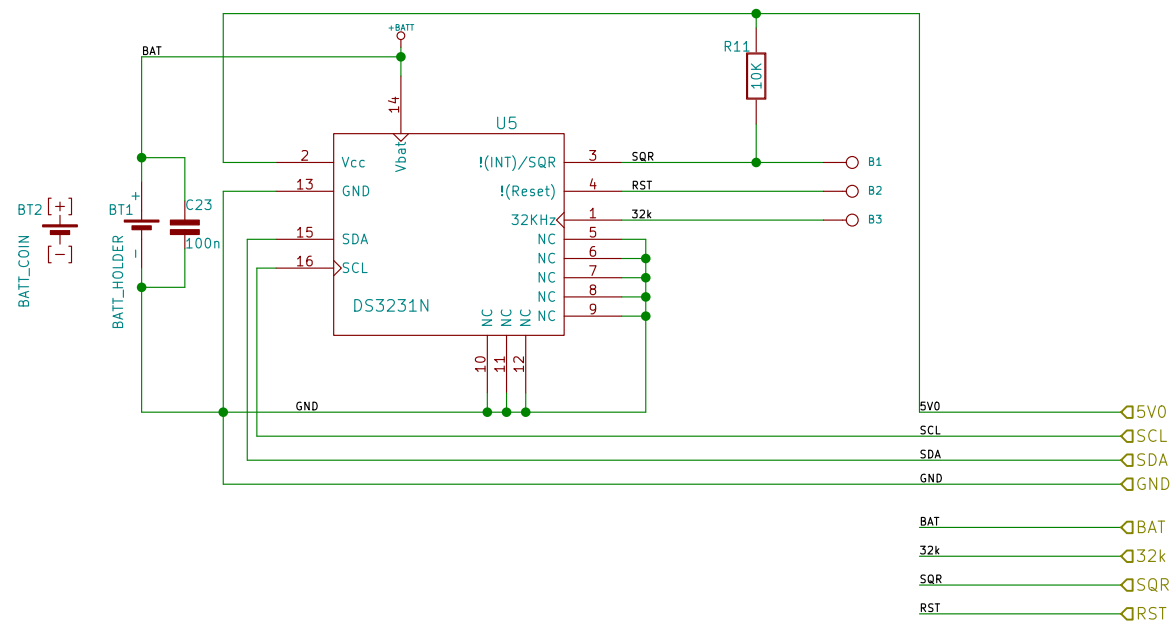 +BATT
BAT
R11
10K
14
U5
Vbat
2
Vcc
!(INT)/SQR
3
SQR
B1
13
GND
!(Reset)
4
RST
B2
32KHz
1
32k
B3
15
SDA
NC
5
NC
6
16
SCL
NC
7
NC
8
NC
9
DS3231N
NC
NC
NC
10
11
12
BT2
[+]
[-]
BATT_COIN
BT1
+
-
BATT_HOLDER
C23
100n
GND
5V0
5V0
SCL
SCL
SDA
SDA
GND
GND
BAT
BAT
32k
32k
SQR
SQR
RST
RST